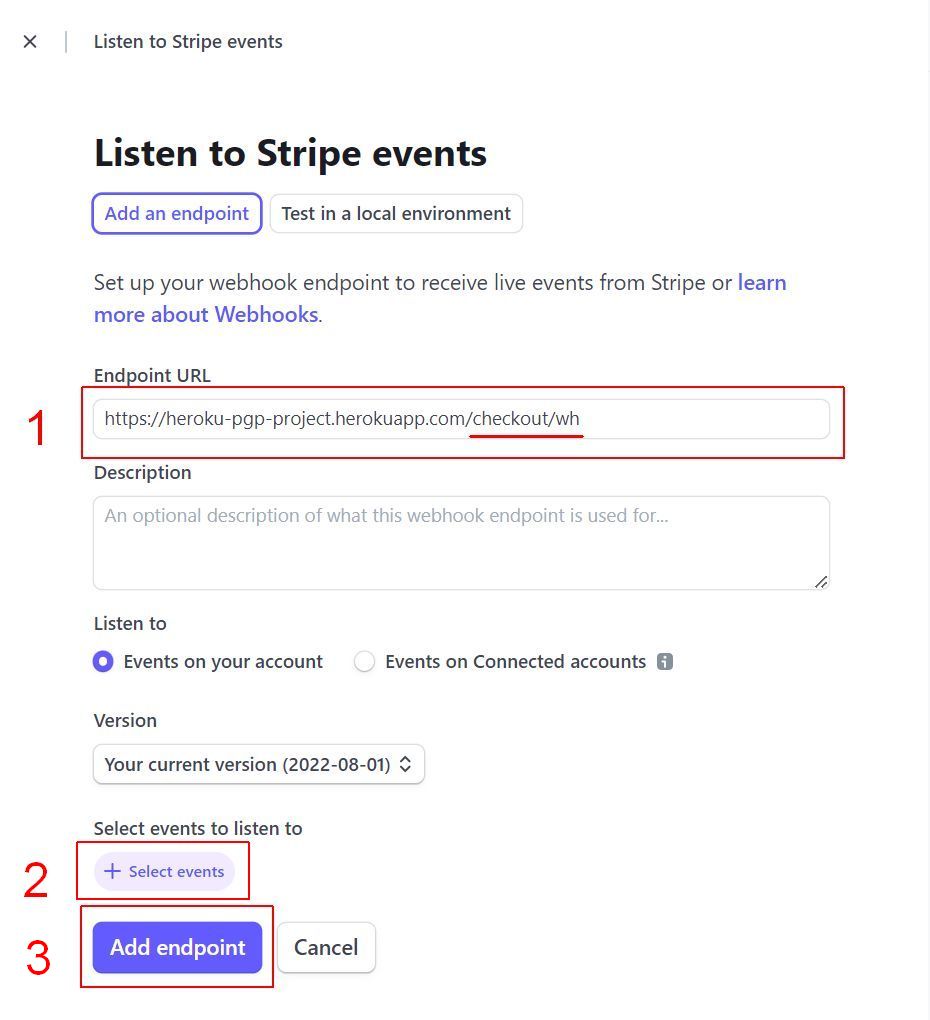 Listen to Stripe events
Listen to Stripe events
Add an endpoint
Test in a local environment
Set up your webhook endpoint to receive live events from Stripe or learn
more about Webhooks.
Endpoint URL
1
https://heroku-pgp-project.herokuapp.com/checkout/wh
Description
An optional description of what this webhook endpoint is used for...
Listen to
Events on your account
Events on Connected accounts
Version
Your current version (2022-08-01)
Select events to listen to
2
+ Select events
3
Add endpoint
Cancel